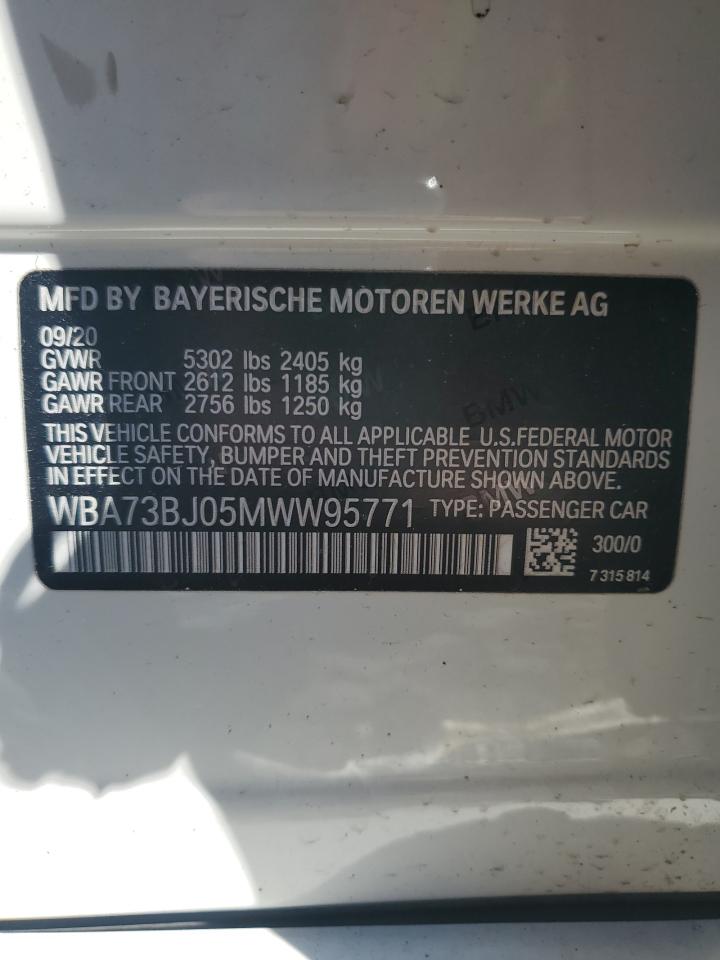 MFD BY BAYERISCHE MOTOREN WERKE AG
09/20
GVWR 5302 lbs 2405 kg
GAWR FRONT 2612 lbs 1185 kg
GAWR REAR 2756 lbs 1250 kg
THIS VEHICLE CONFORMS TO ALL APPLICABLE U.S.FEDERAL MOTOR
VEHICLE SAFETY, BUMPER AND THEFT PREVENTION STANDARDS
IN EFFECT ON THE DATE OF MANUFACTURE SHOWN ABOVE.
WBA73BJ05MWW95771 TYPE: PASSENGER CAR
300/0
7 315 814
BMW
BMW